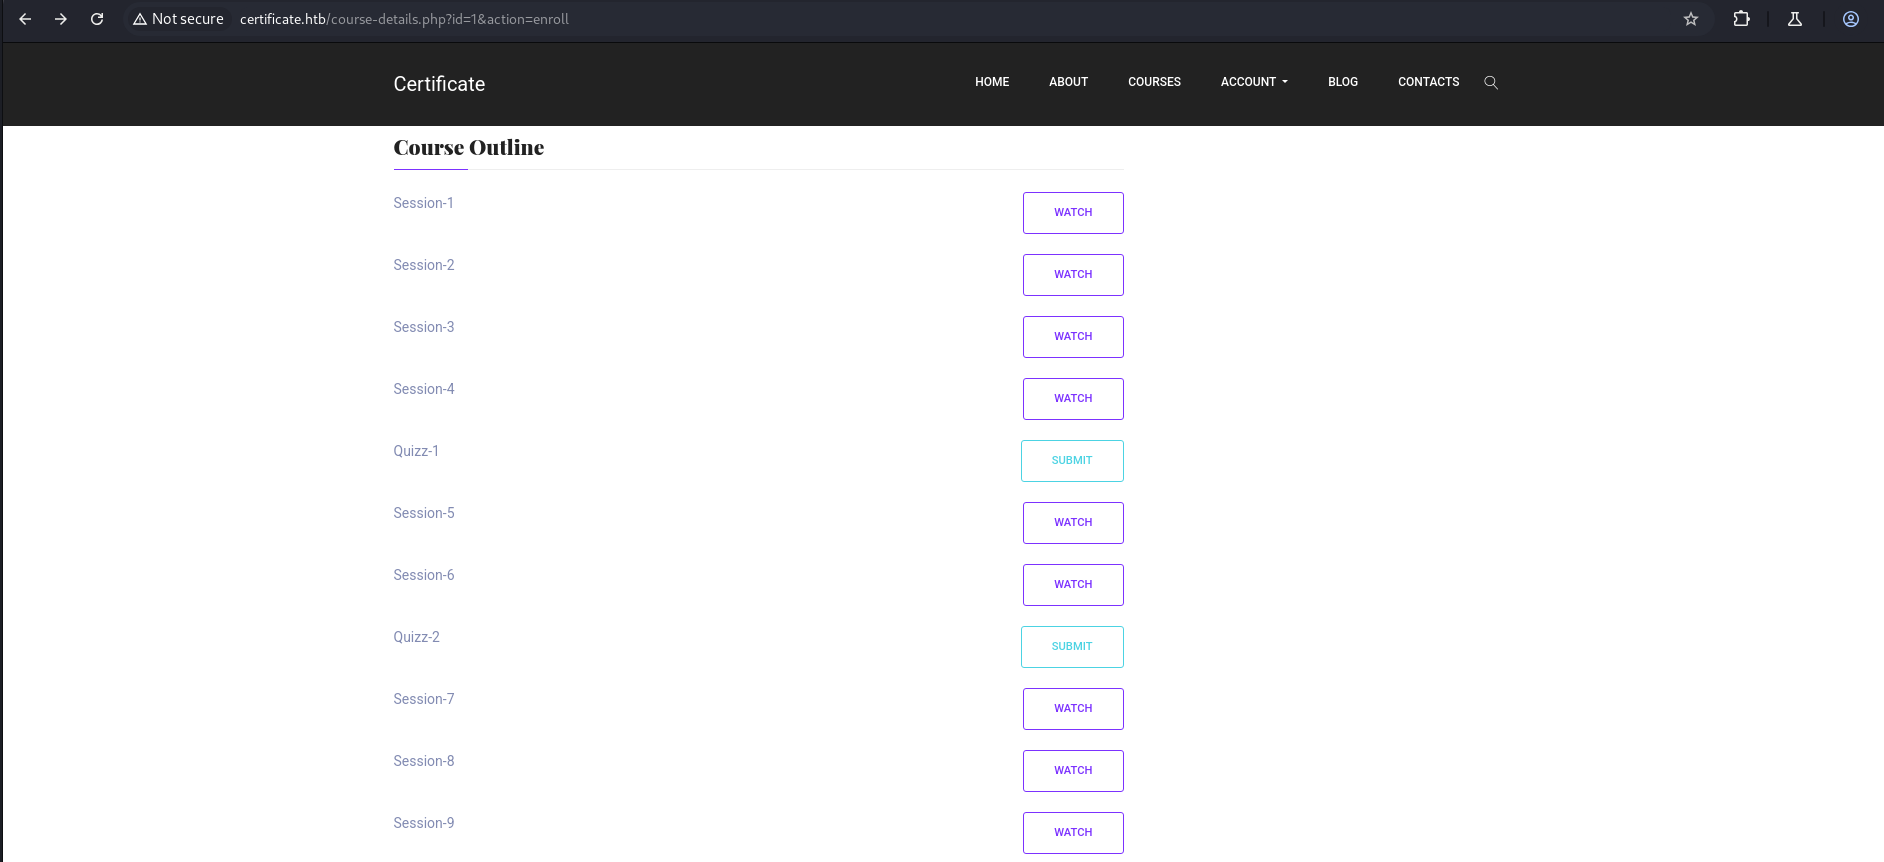 Not secure certificate.htb/course-details.php?id=1&action=enroll
Certificate HOME ABOUT COURSES ACCOUNT BLOG CONTACTS
Course Outline
Session-1 WATCH
Session-2 WATCH
Session-3 WATCH
Session-4 WATCH
Quizz-1 SUBMIT
Session-5 WATCH
Session-6 WATCH
Quizz-2 SUBMIT
Session-7 WATCH
Session-8 WATCH
Session-9 WATCH